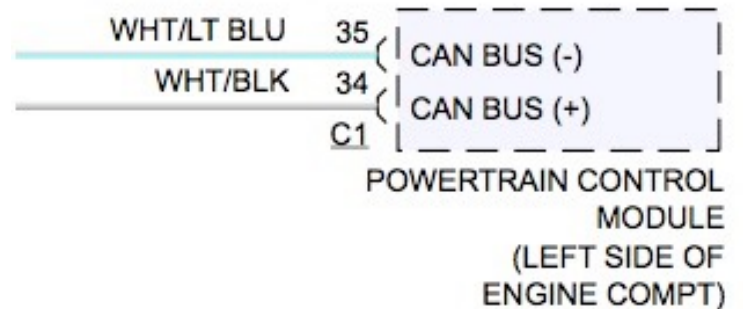 WHT/LT BLU 35 CAN BUS (-)
WHT/BLK 34 CAN BUS (+)
C1
POWERTRAIN CONTROL
MODULE
(LEFT SIDE OF
ENGINE COMPT)